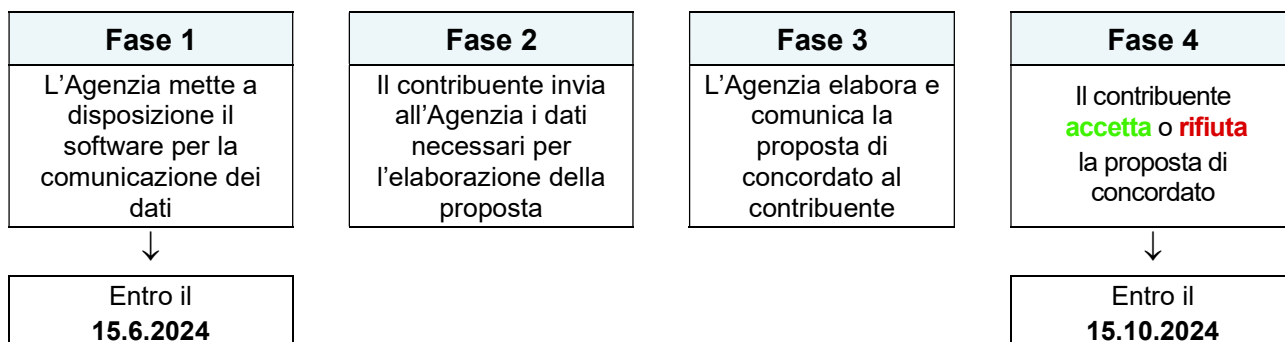 Fase 1
L’Agenzia mette a
disposizione il
software per la
comunicazione dei
dati
↓
Entro il
15.6.2024
Fase 2
Il contribuente invia
all’Agenzia i dati
necessari per
l’elaborazione della
proposta
Fase 3
L’Agenzia elabora e
comunica la
proposta di
concordato al
contribuente
Fase 4
Il contribuente
accetta o rifiuta
la proposta di
concordato
↓
Entro il
15.10.2024